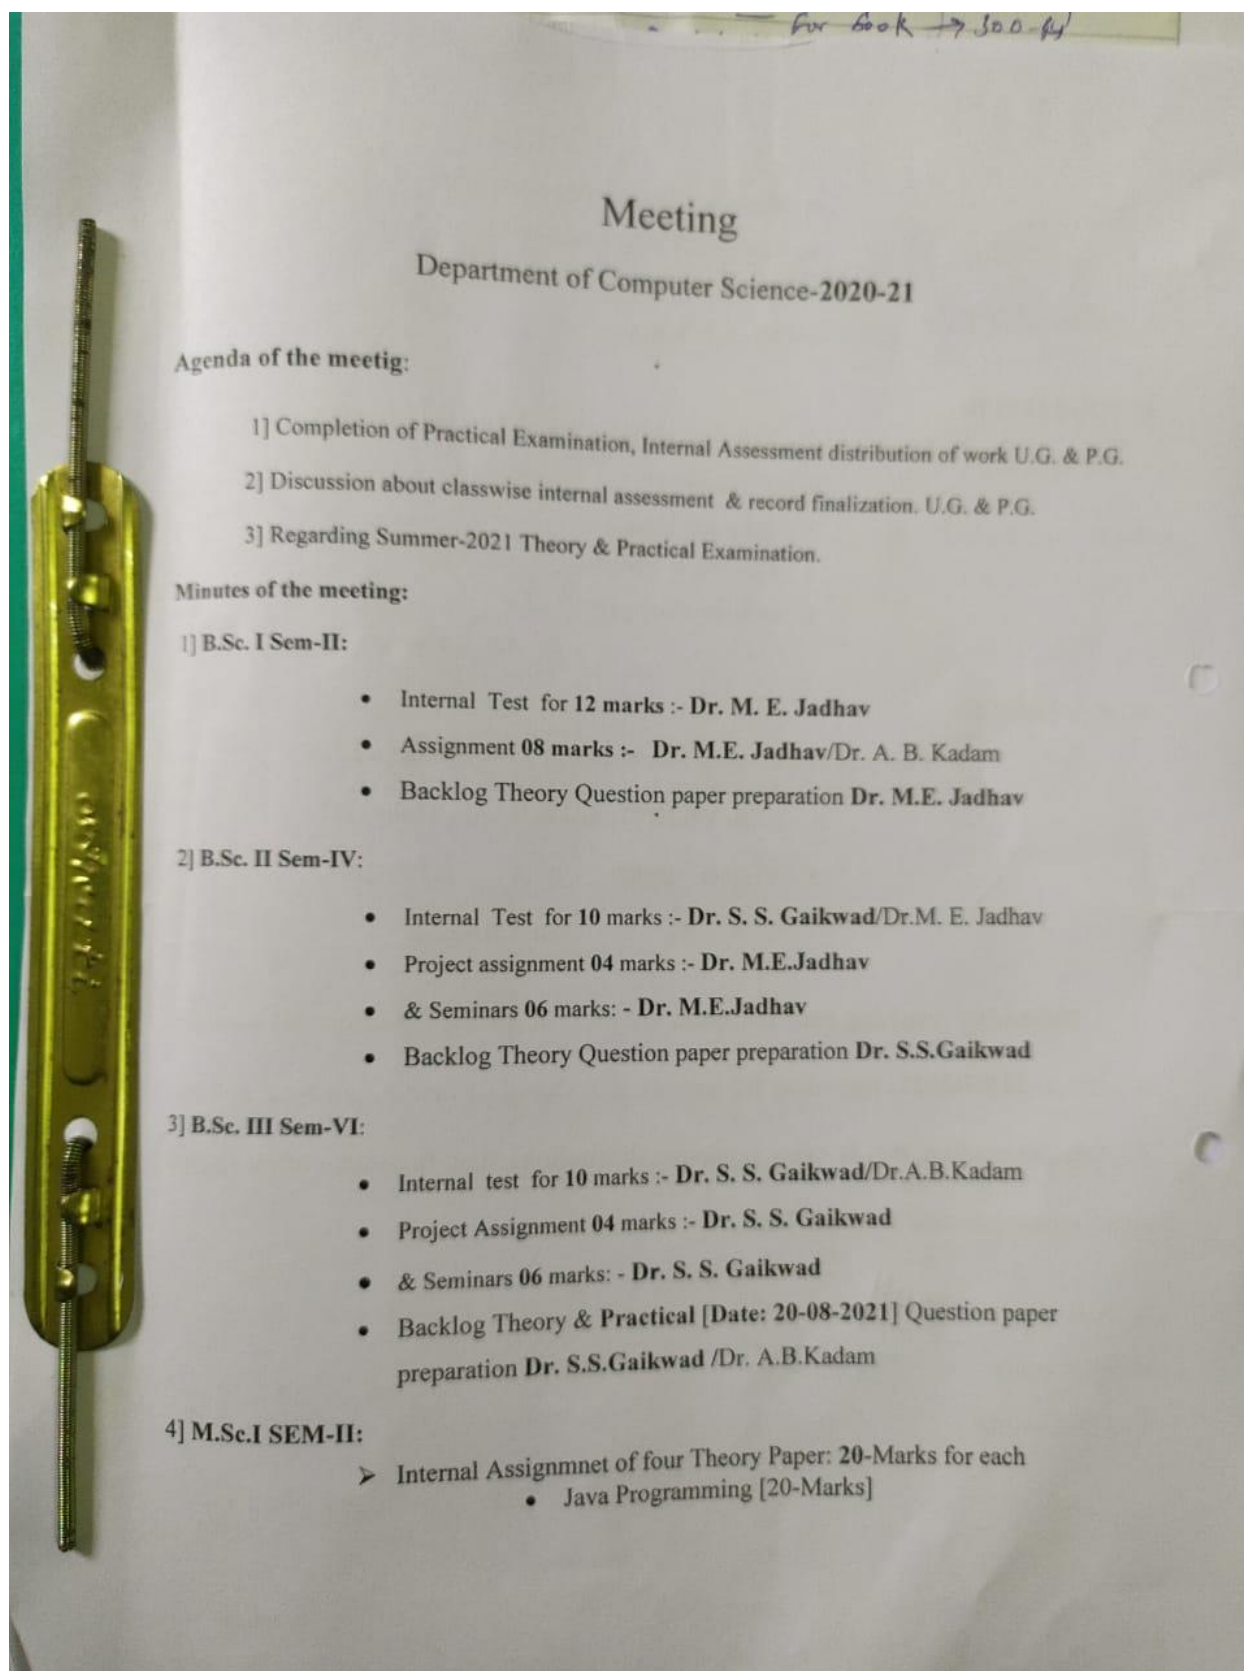 for book → 300
Meeting
Department of Computer Science-2020-21
Agenda of the meetig:
1] Completion of Practical Examination, Internal Assessment distribution of work U.G. & P.G.
2] Discussion about classwise internal assessment & record finalization. U.G. & P.G.
3] Regarding Summer-2021 Theory & Practical Examination.
Minutes of the meeting:
1] B.Sc. I Sem-II:
• Internal Test for 12 marks :- Dr. M. E. Jadhav
• Assignment 08 marks :- Dr. M.E. Jadhav/Dr. A. B. Kadam
• Backlog Theory Question paper preparation Dr. M.E. Jadhav
2] B.Sc. II Sem-IV:
• Internal Test for 10 marks :- Dr. S. S. Gaikwad/Dr.M. E. Jadhav
• Project assignment 04 marks :- Dr. M.E.Jadhav
• & Seminars 06 marks: - Dr. M.E.Jadhav
• Backlog Theory Question paper preparation Dr. S.S.Gaikwad
3] B.Sc. III Sem-VI:
• Internal test for 10 marks :- Dr. S. S. Gaikwad/Dr.A.B.Kadam
• Project Assignment 04 marks :- Dr. S. S. Gaikwad
• & Seminars 06 marks: - Dr. S. S. Gaikwad
• Backlog Theory & Practical [Date: 20-08-2021] Question paper
preparation Dr. S.S.Gaikwad /Dr. A.B.Kadam
4] M.Sc.I SEM-II:
➤ Internal Assignmnet of four Theory Paper: 20-Marks for each
• Java Programming [20-Marks]